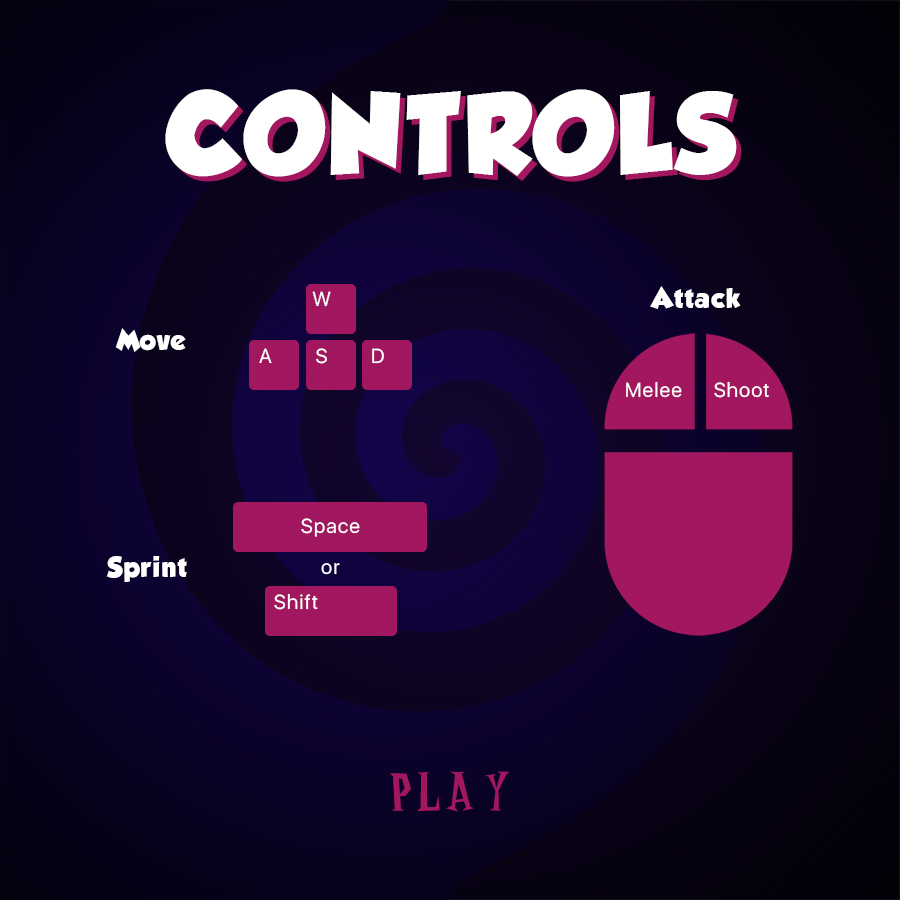 CONTROLS
Move
W
A S D
Attack
Melee Shoot
Sprint
Space
or
Shift
PLAY